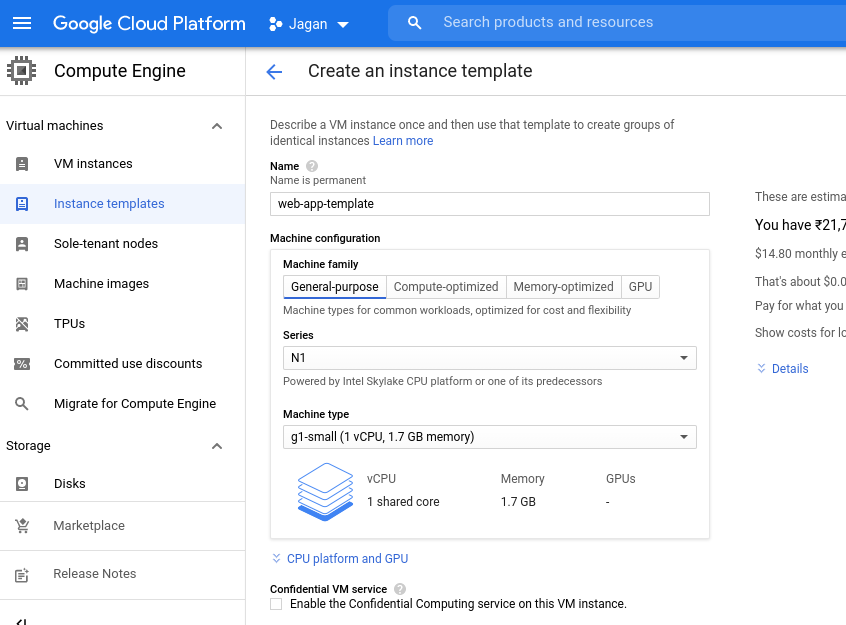 Google Cloud Platform
Jagan
Search products and resources
Compute Engine
Create an instance template
Virtual machines
VM instances
Instance templates
Sole-tenant nodes
Machine images
TPUs
Committed use discounts
Migrate for Compute Engine
Storage
Disks
Marketplace
Release Notes
Describe a VM instance once and then use that template to create groups of
identical instances Learn more
Name
Name is permanent
web-app-template
Machine configuration
Machine family
General-purpose Compute-optimized Memory-optimized GPU
Machine types for common workloads, optimized for cost and flexibility
Series
N1
Powered by Intel Skylake CPU platform or one of its predecessors
Machine type
g1-small (1 vCPU, 1.7 GB memory)
vCPU Memory GPUs
1 shared core 1.7 GB -
CPU platform and GPU
Confidential VM service
Enable the Confidential Computing service on this VM instance.
These are estima
You have ₹21,7
$14.80 monthly e
That's about $0.0
Pay for what you
Show costs for lo
Details